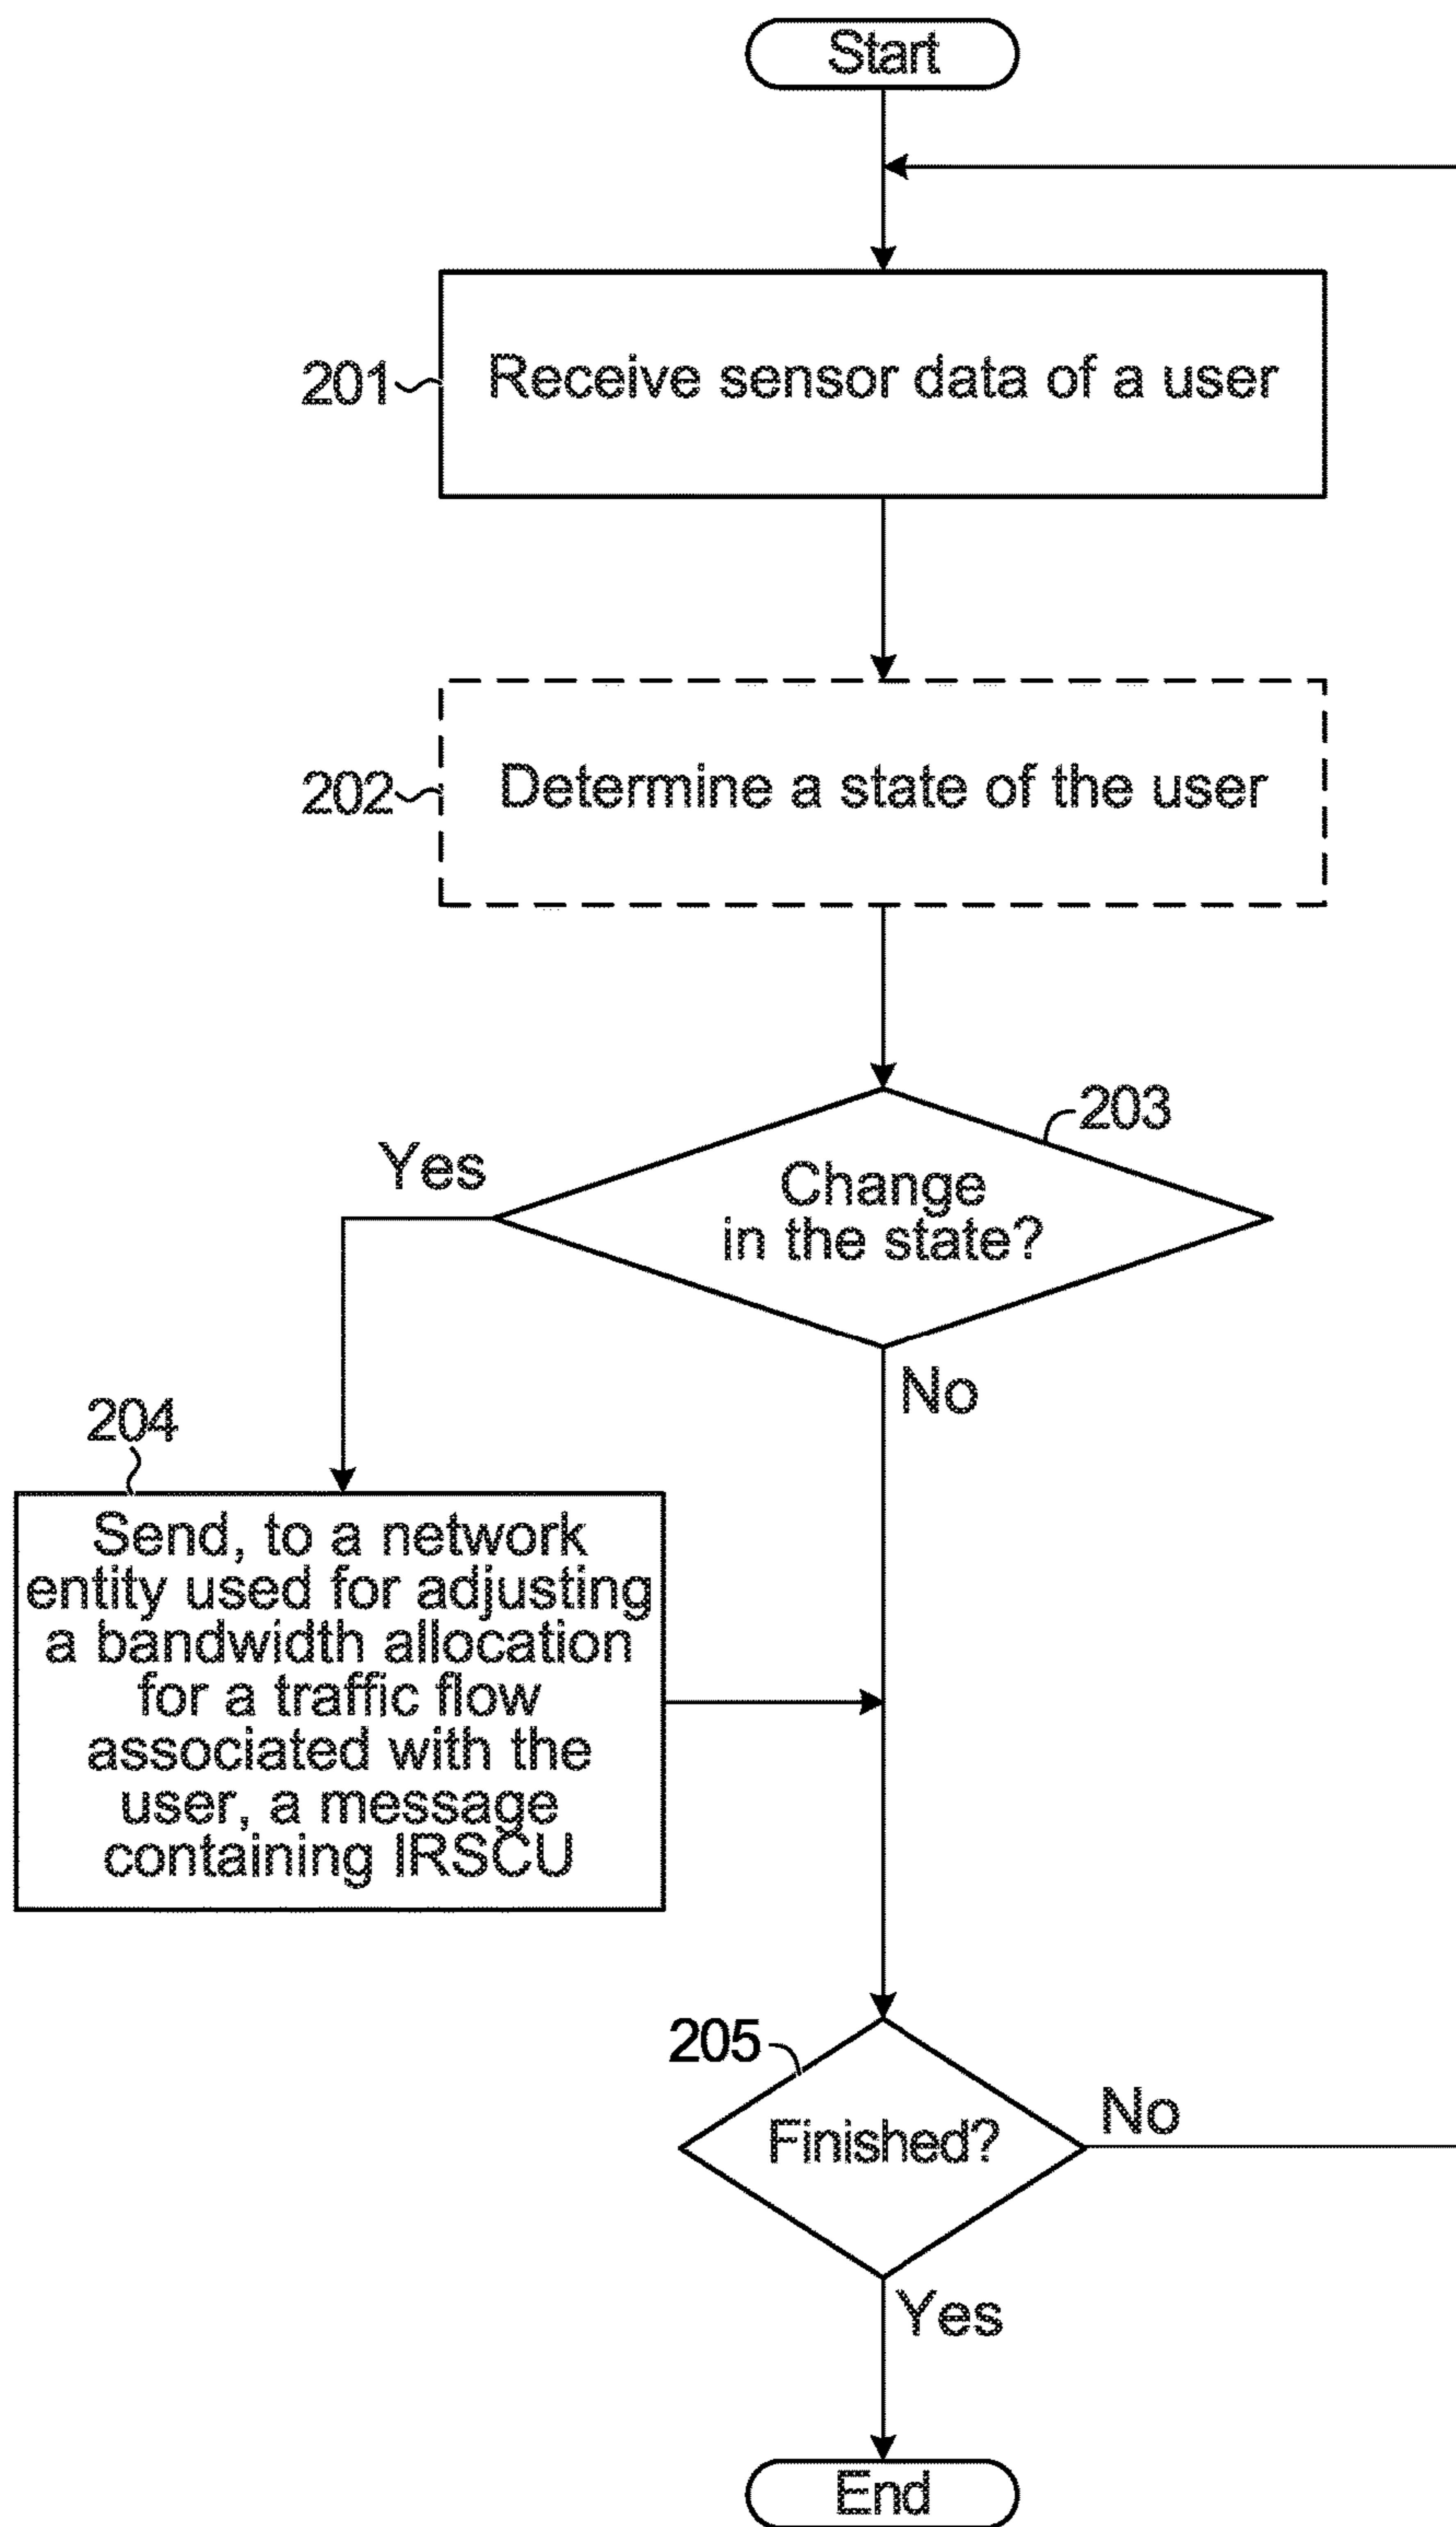 Start
201
Receive sensor data of a user
202
Determine a state of the user
203
Yes
Change
in the state?
No
204
Send, to a network
entity used for adjusting
a bandwidth allocation
for a traffic flow
associated with the
user, a message
containing IRSCU
205
Finished?
No
Yes
End